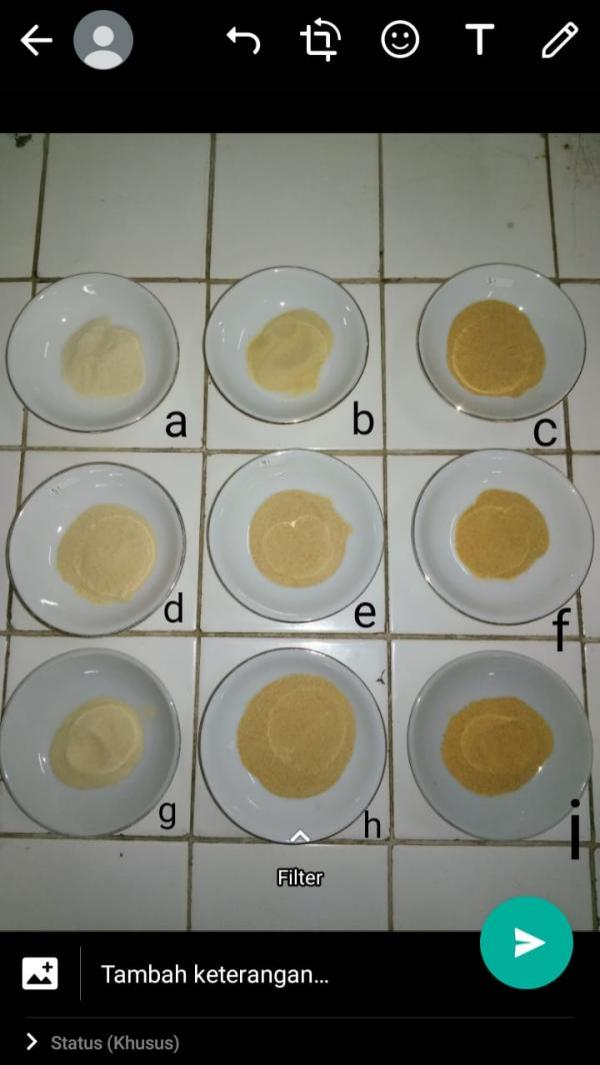 T
a
b
c
d
e
f
g
h
i
Filter
Tambah keterangan...
Status (Khusus)